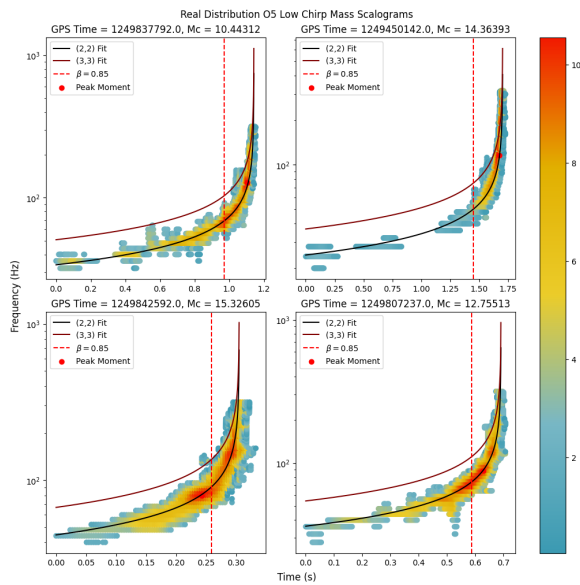 Real Distribution O5 Low Chirp Mass Scalograms
GPS Time = 1249837792.0, Mc = 10.44312
GPS Time = 1249450142.0, Mc = 14.36393
(2,2) Fit
(3,3) Fit
β = 0.85
Peak Moment
(2,2) Fit
(3,3) Fit
β = 0.85
Peak Moment
10³
10²
0.0 0.2 0.4 0.6 0.8 1.0 1.2
10²
0.00 0.25 0.50 0.75 1.00 1.25 1.50 1.75
GPS Time = 1249842592.0, Mc = 15.32605
GPS Time = 1249807237.0, Mc = 12.75513
(2,2) Fit
(3,3) Fit
β = 0.85
Peak Moment
(2,2) Fit
(3,3) Fit
β = 0.85
Peak Moment
10³
10²
0.00 0.05 0.10 0.15 0.20 0.25 0.30
10³
10²
0.0 0.1 0.2 0.3 0.4 0.5 0.6 0.7
Frequency (Hz)
Time (s)
10
8
6
4
2